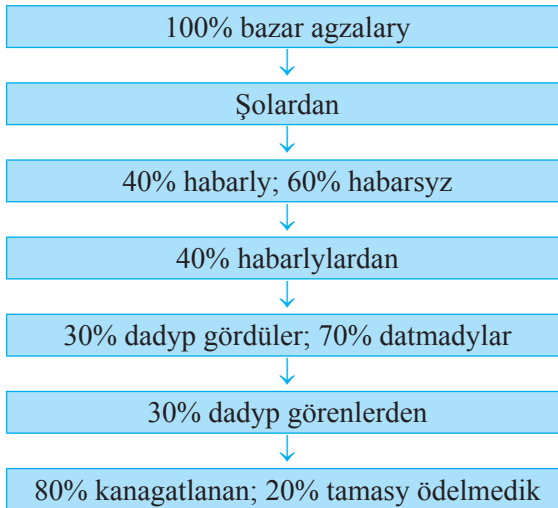 100% bazar agzalary
Şolardan
40% habarly; 60% habarsyz
40% habarlylardan
30% dadyp gördüler; 70% datmadylar
30% dadyp görenlerden
80% kanagatlanan; 20% tamasy ödelmedik